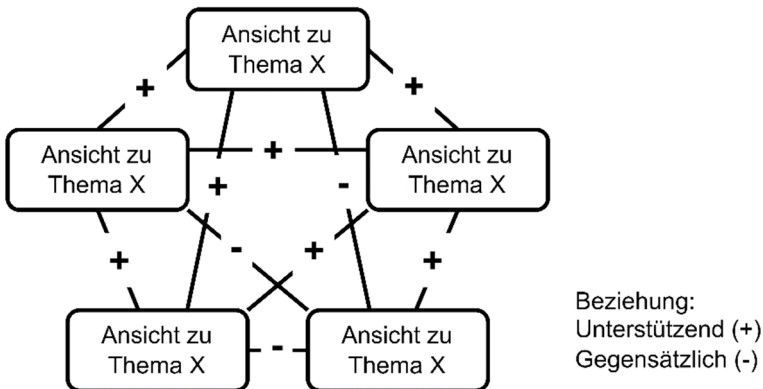 Ansicht zu
Thema X
+
+
Ansicht zu
Thema X
+
Ansicht zu
Thema X
+
-
-
+
+
+
Ansicht zu
Thema X
-
Ansicht zu
Thema X
Beziehung:
Unterstützend (+)
Gegensätzlich (-)